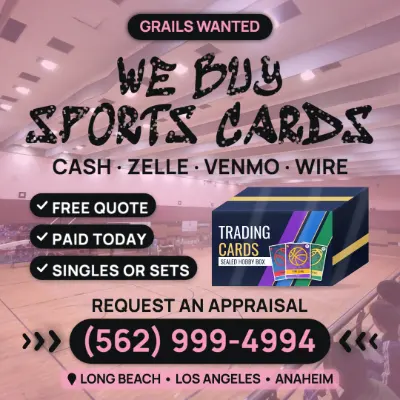 GRAILS WANTED
WE BUY
SPORTS CARDS
CASH · ZELLE · VENMO · WIRE
FREE QUOTE
PAID TODAY
SINGLES OR SETS
TRADING
CARDS
SEALED HOBBY BOX
REQUEST AN APPRAISAL
(562) 999-4994
LONG BEACH • LOS ANGELES • ANAHEIM